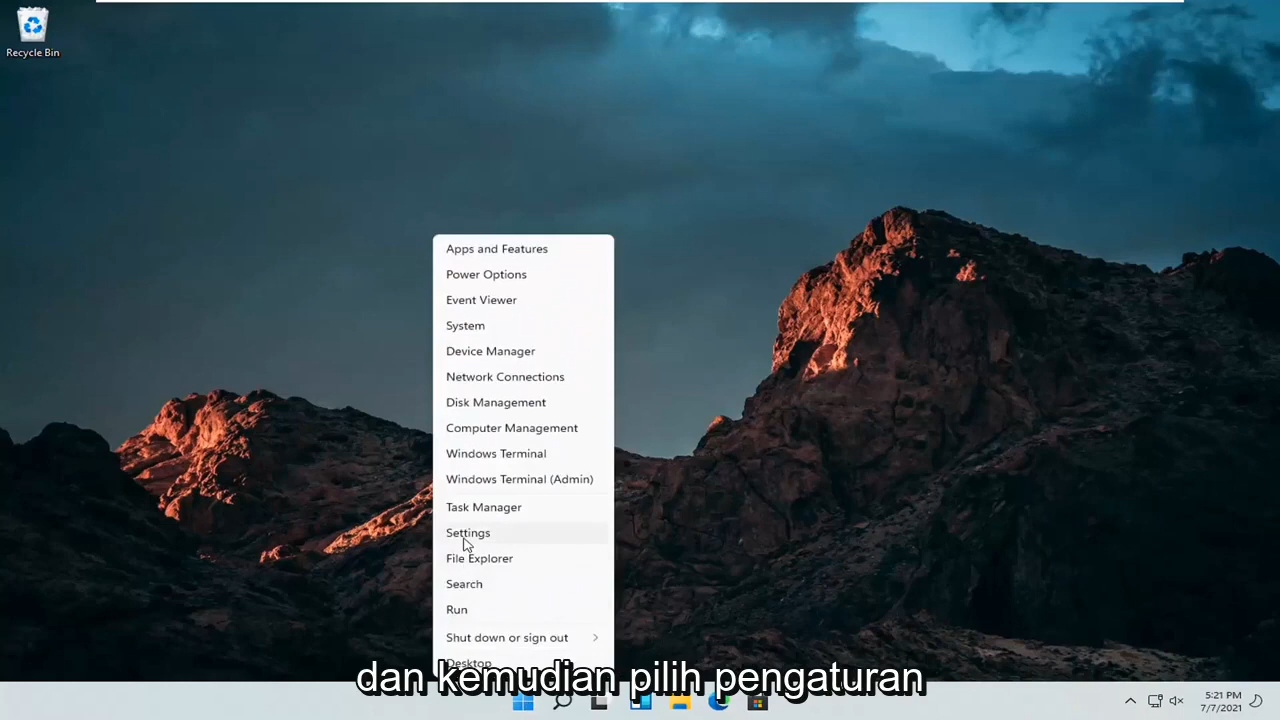 Recycle Bin
Apps and Features
Power Options
Event Viewer
System
Device Manager
Network Connections
Disk Management
Computer Management
Windows Terminal
Windows Terminal (Admin)
Task Manager
Settings
File Explorer
Search
Run
Shut down or sign out
Desktop
dan kemudian pilih pengaturan
5:21 PM
7/7/2021